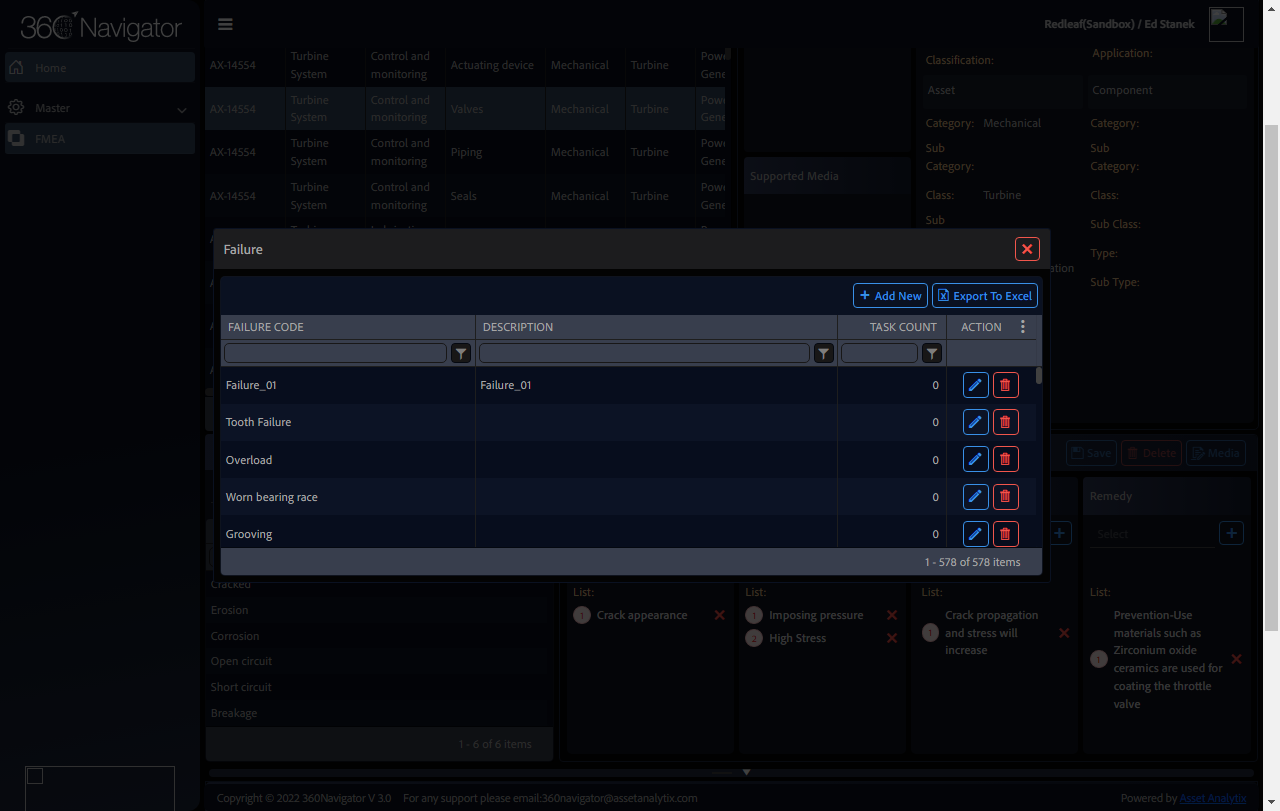 360 Navigator
Redleaf(Sandbox) / Ed Stanek
Home
Master
FMEA
AX-14554 Turbine System Control and monitoring Actuating device Mechanical Turbine
AX-14554 Turbine System Control and monitoring Valves Mechanical Turbine
AX-14554 Turbine System Control and monitoring Piping Mechanical Turbine
AX-14554 Turbine System Control and monitoring Seals Mechanical Turbine
Supported Media
Classification:
Application:
Asset
Component
Category: Mechanical
Category:
Sub Category:
Sub Category:
Class: Turbine
Class:
Sub
Sub Class:
Type:
Sub Type:
Failure
Add New
Export To Excel
FAILURE CODE DESCRIPTION TASK COUNT ACTION
Failure_01 Failure_01 0
Tooth Failure 0
Overload 0
Worn bearing race 0
Grooving 0
1 - 578 of 578 items
Save
Delete
Media
Remedy
Select
Cracked
Erosion
Corrosion
Open circuit
Short circuit
Breakage
1 - 6 of 6 items
List:
1 Crack appearance
List:
1 Imposing pressure
2 High Stress
List:
1 Crack propagation
and stress will
increase
List:
1 Prevention-Use
materials such as
Zirconium oxide
ceramics are used for
coating the throttle
valve
Copyright © 2022 360Navigator V 3.0 For any support please email:360navigator@assetanalytix.com
Powered by Asset Analytix